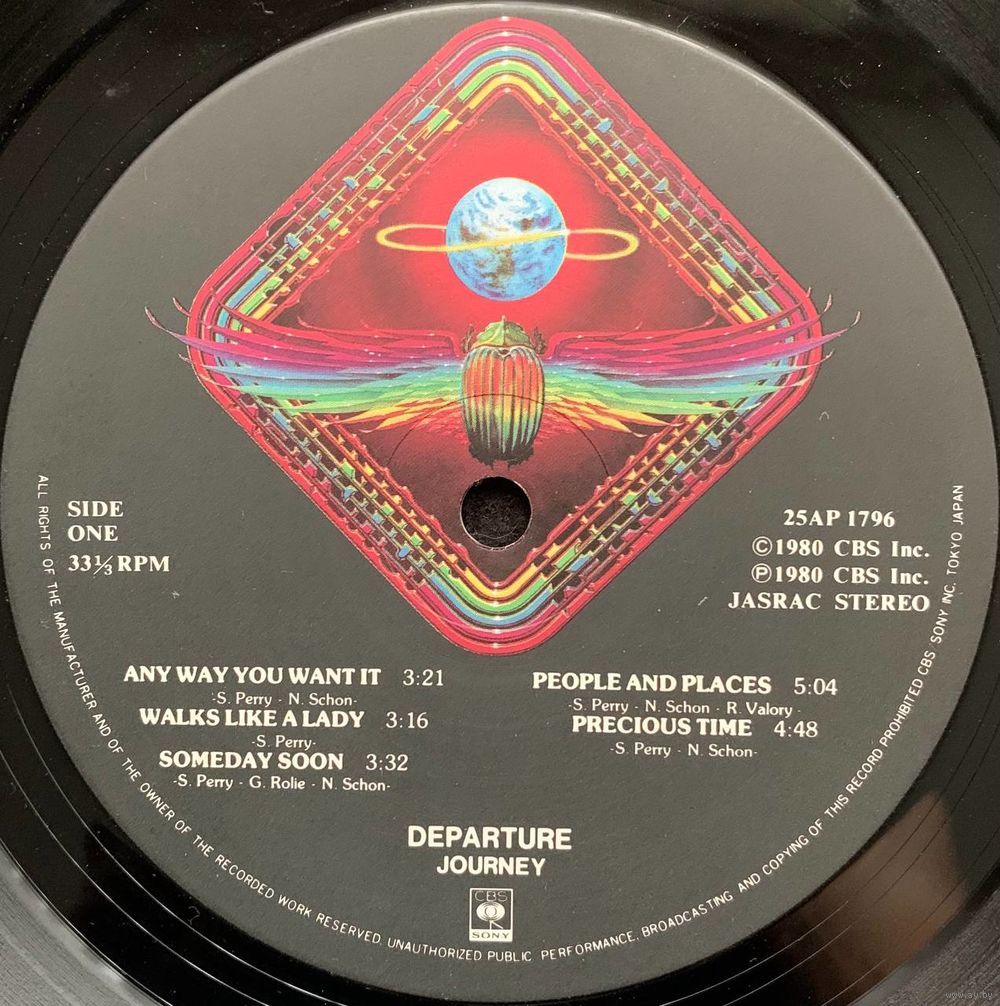 SIDE
ONE
33⅓ RPM
25AP 1796
©1980 CBS Inc.
℗1980 CBS Inc.
JASRAC STEREO
ANY WAY YOU WANT IT 3:21
-S. Perry - N. Schon-
WALKS LIKE A LADY 3:16
-S. Perry-
SOMEDAY SOON 3:32
-S. Perry - G. Rolie - N. Schon-
PEOPLE AND PLACES 5:04
-S. Perry - N. Schon - R. Valory -
PRECIOUS TIME 4:48
-S. Perry - N. Schon-
DEPARTURE
JOURNEY
CBS
SONY
ALL RIGHTS OF THE MANUFACTURER AND OF THE OWNER OF THE RECORDED WORK RESERVED. UNAUTHORIZED PUBLIC PERFORMANCE, BROADCASTING AND COPYING OF THIS RECORD PROHIBITED CBS SONY INC. TOKYO JAPAN
www.ay.by